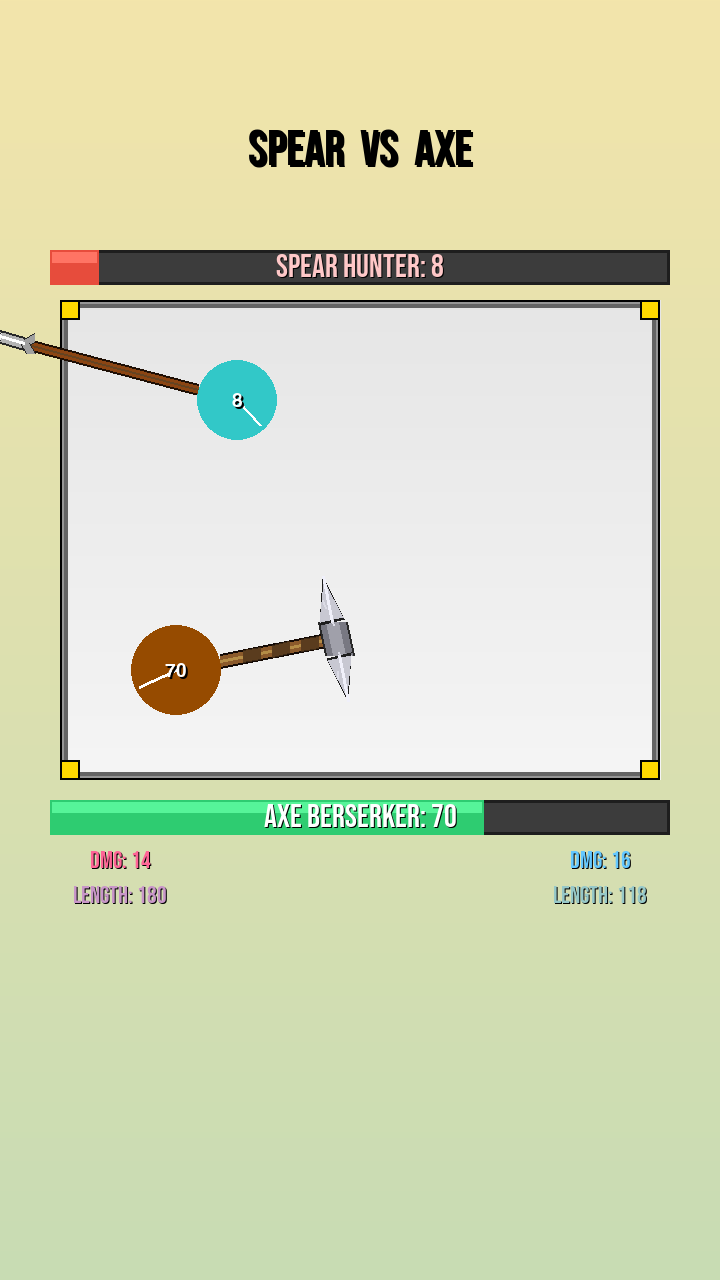 SPEAR VS AXE
SPEAR HUNTER: 8
8
70
AXE BERSERKER: 70
DMG: 14
LENGTH: 180
DMG: 16
LENGTH: 118